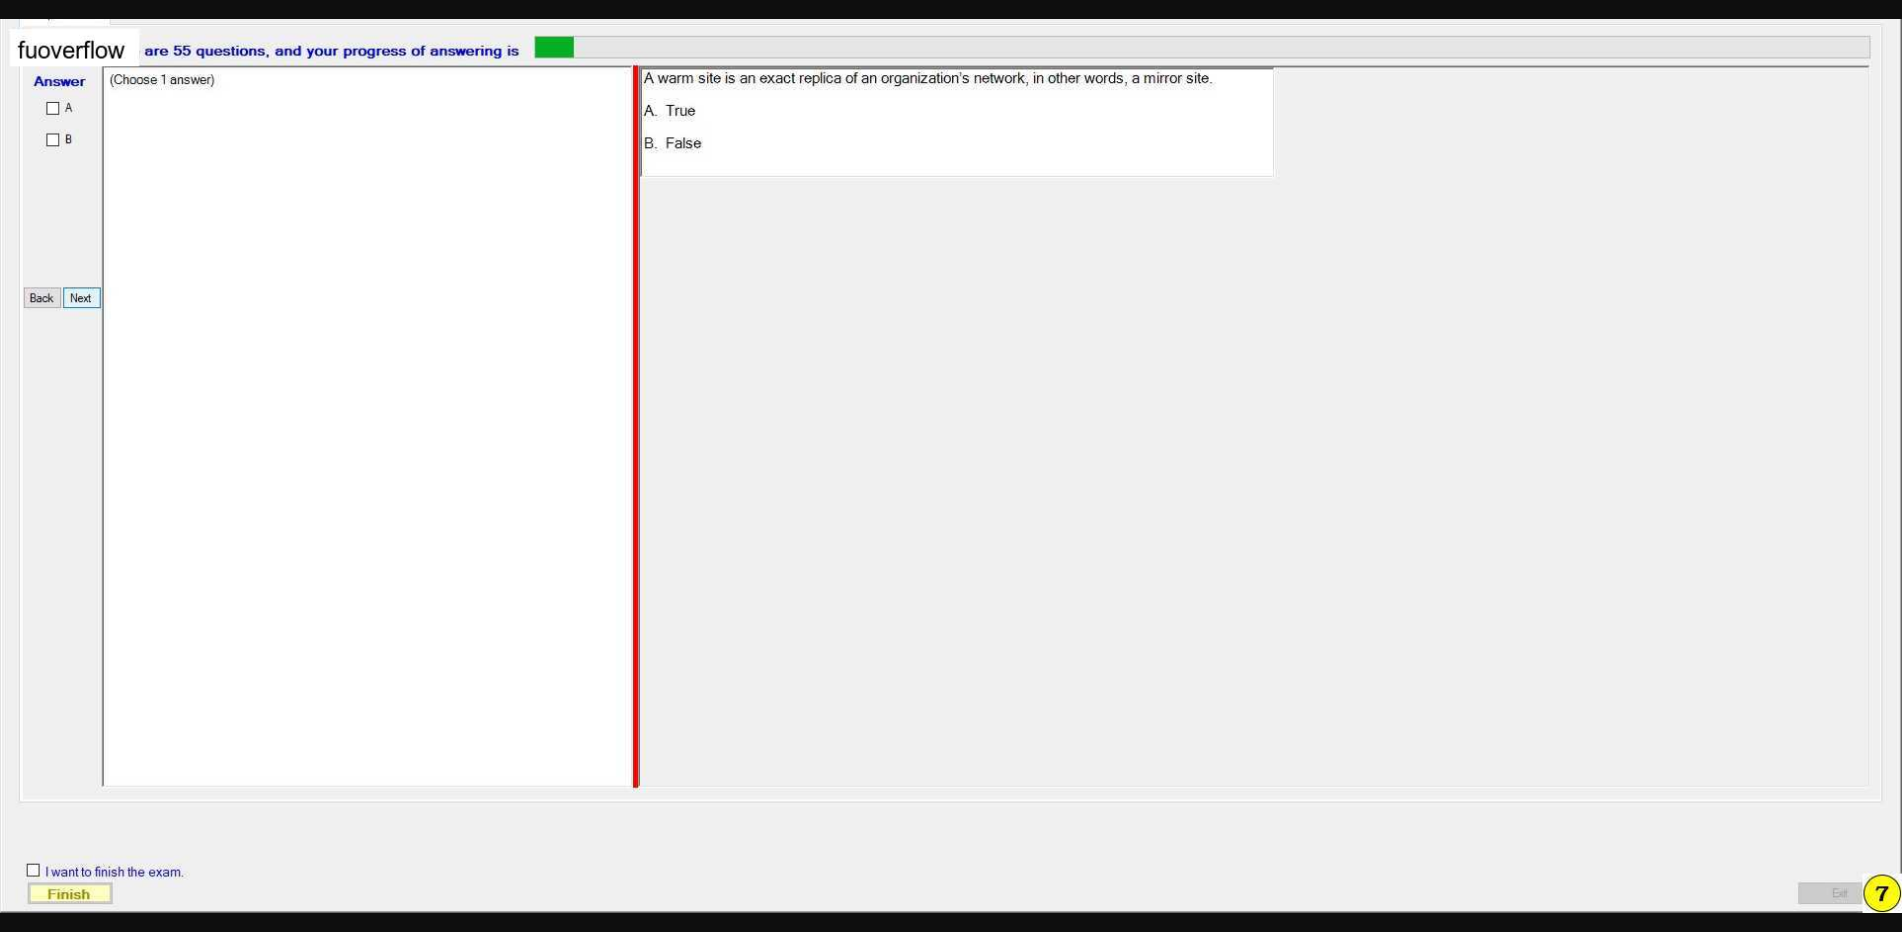 fuoverflow are 55 questions, and your progress of answering is
Answer
(Choose 1 answer)
A
B
Back Next
A warm site is an exact replica of an organization's network, in other words, a mirror site.
A. True
B. False
I want to finish the exam.
Finish
Exit
7